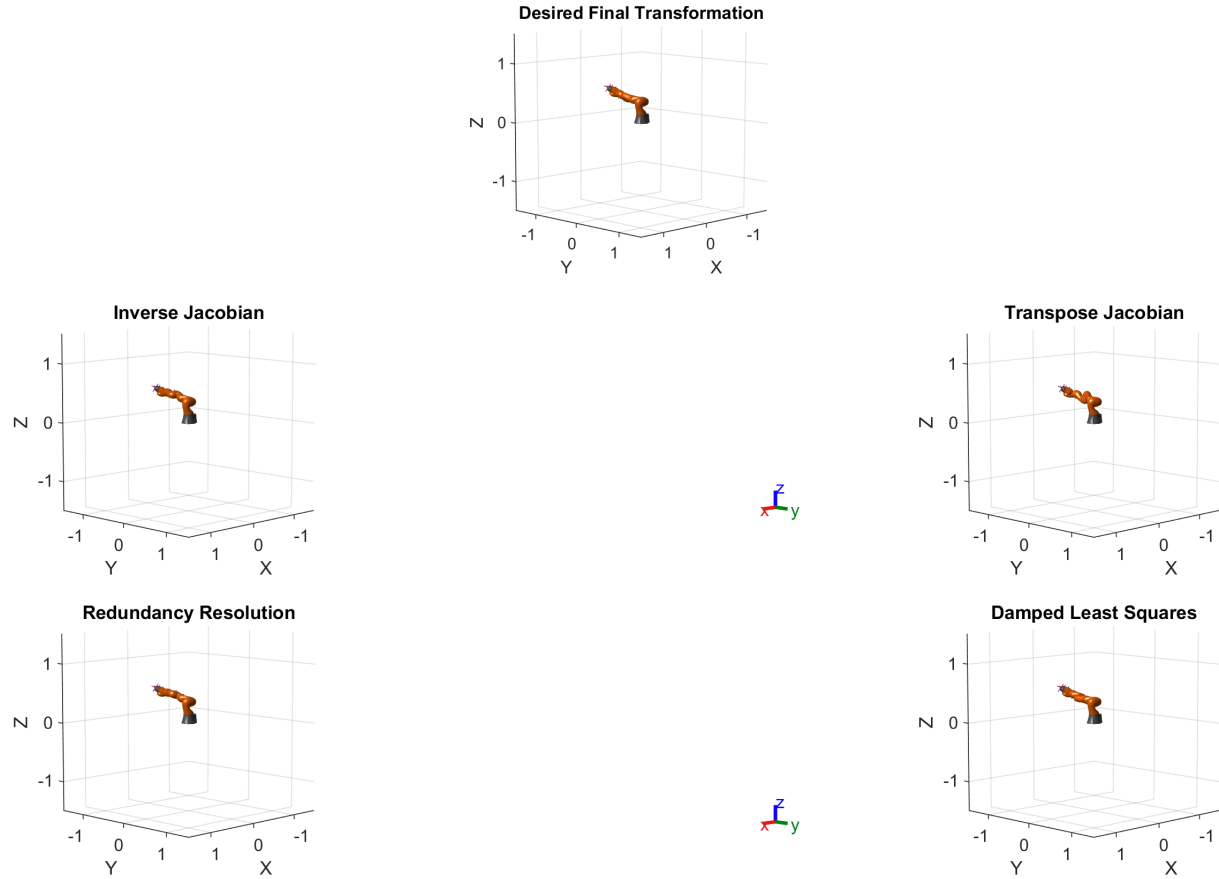 Desired Final Transformation
1
0
-1
Z
-1
0
1
Y
1
0
-1
X
Inverse Jacobian
1
0
-1
Z
-1
0
1
Y
1
0
-1
X
Transpose Jacobian
1
0
-1
Z
-1
0
1
Y
1
0
-1
X
z
x
y
Redundancy Resolution
1
0
-1
Z
-1
0
1
Y
1
0
-1
X
Damped Least Squares
1
0
-1
Z
-1
0
1
Y
1
0
-1
X
z
x
y